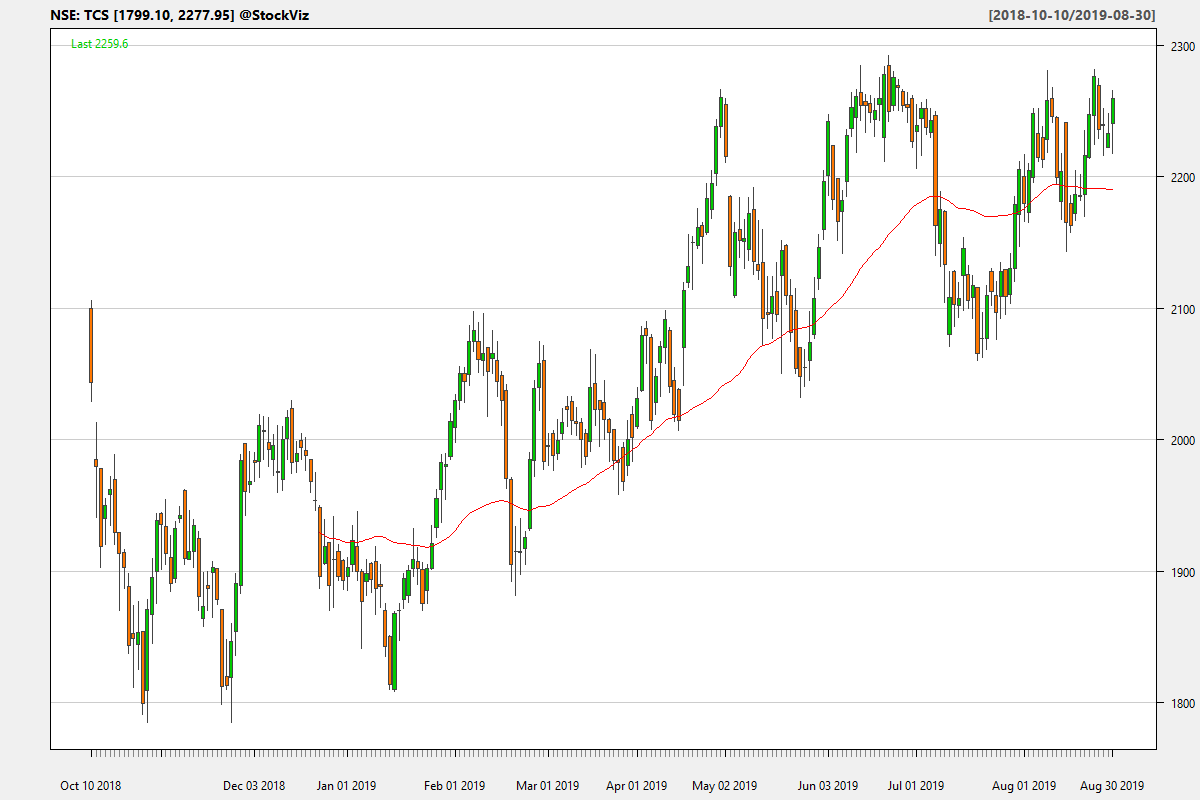 NSE: TCS [1799.10, 2277.95] @StockViz [2018-10-10/2019-08-30]
Last 2259.6
2300
2200
2100
2000
1900
1800
Oct 10 2018 Dec 03 2018 Jan 01 2019 Feb 01 2019 Mar 01 2019 Apr 01 2019 May 02 2019 Jun 03 2019 Jul 01 2019 Aug 01 2019 Aug 30 2019